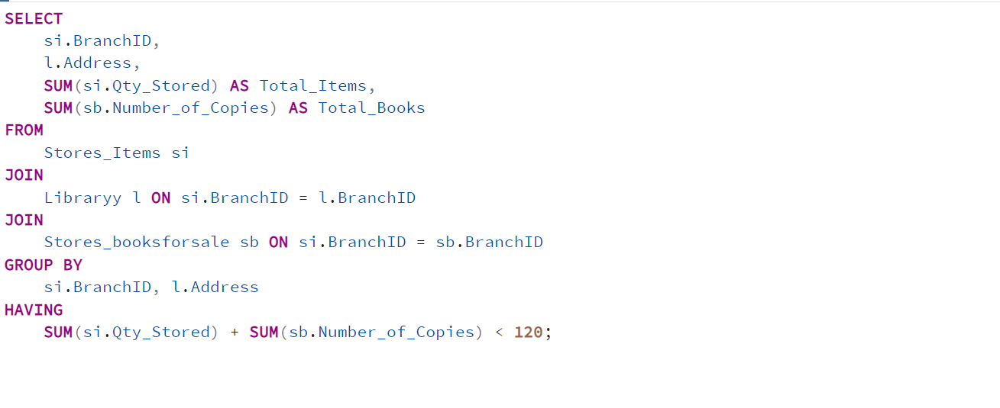 SELECT
    si.BranchID,
    l.Address,
    SUM(si.Qty_Stored) AS Total_Items,
    SUM(sb.Number_of_Copies) AS Total_Books
FROM
    Stores_Items si
JOIN
    Libraryy l ON si.BranchID = l.BranchID
JOIN
    Stores_booksforsale sb ON si.BranchID = sb.BranchID
GROUP BY
    si.BranchID, l.Address
HAVING
    SUM(si.Qty_Stored) + SUM(sb.Number_of_Copies) < 120;